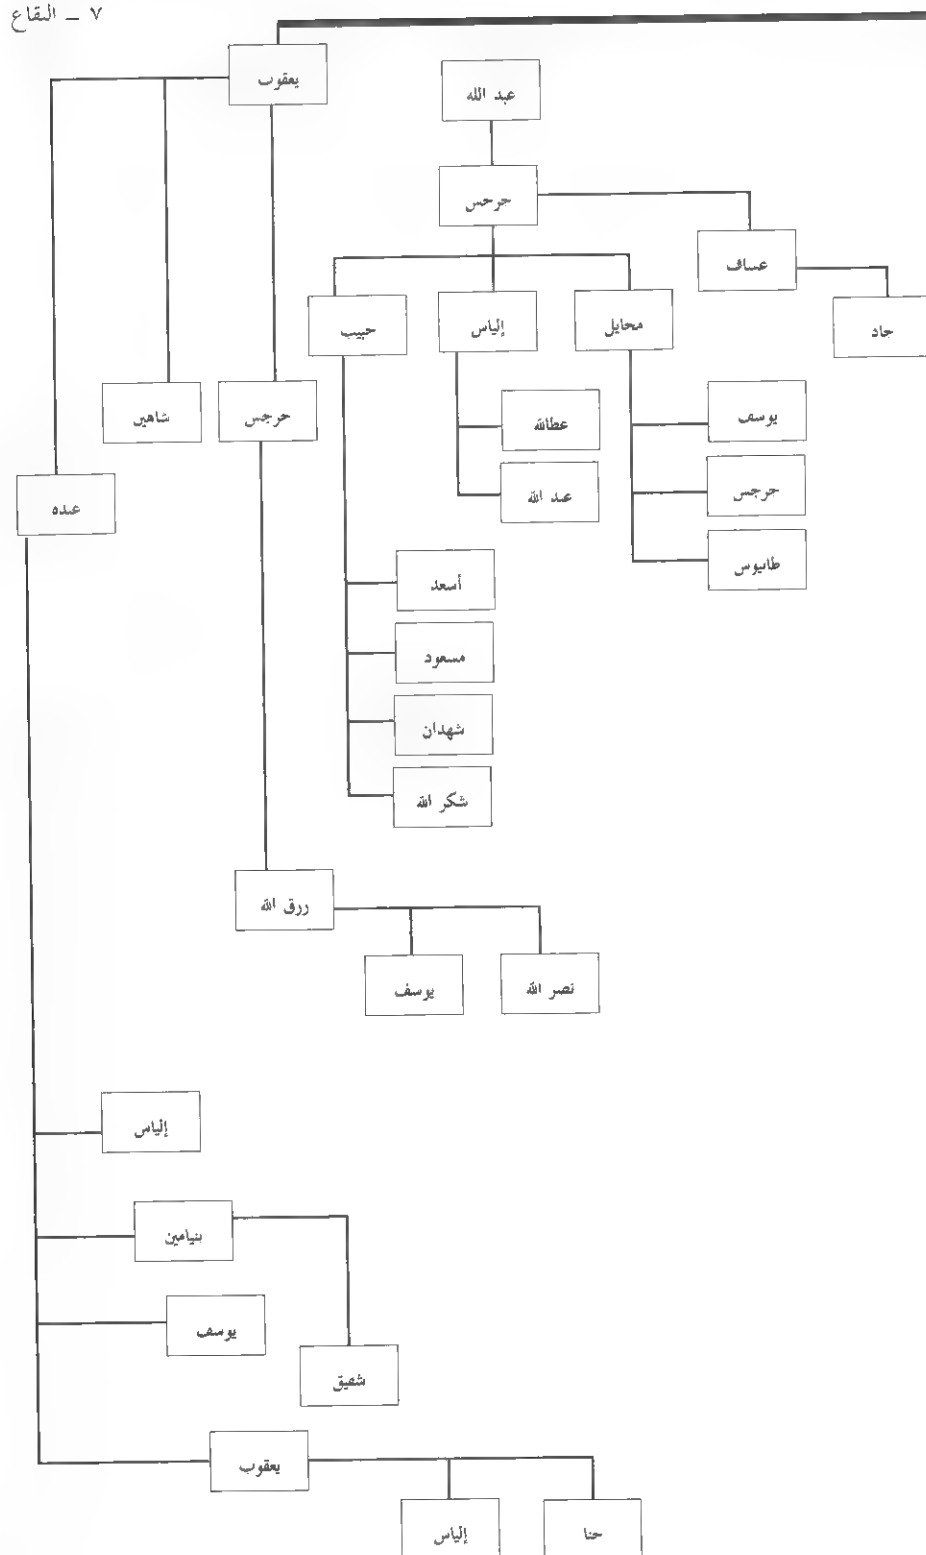 ٧ – البقاع
يعقوب
عبد الله
جرجس
عساف
جاد
حبيب
إلياس
مخايل
شاهين
جرجس
عطالله
يوسف
عبده
عبد الله
جرجس
طانيوس
أسعد
مسعود
شهدان
شكر الله
رزق الله
يوسف
نصر الله
إلياس
بنيامين
يوسف
شفيق
يعقوب
إلياس
حنا